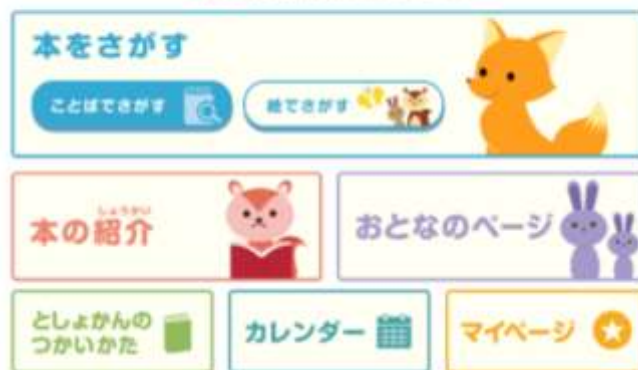 本をさがす
ことばでさがす
絵でさがす
しょうかい
本の紹介
おとなのページ
としょかんの
つかいかた
カレンダー
マイページ